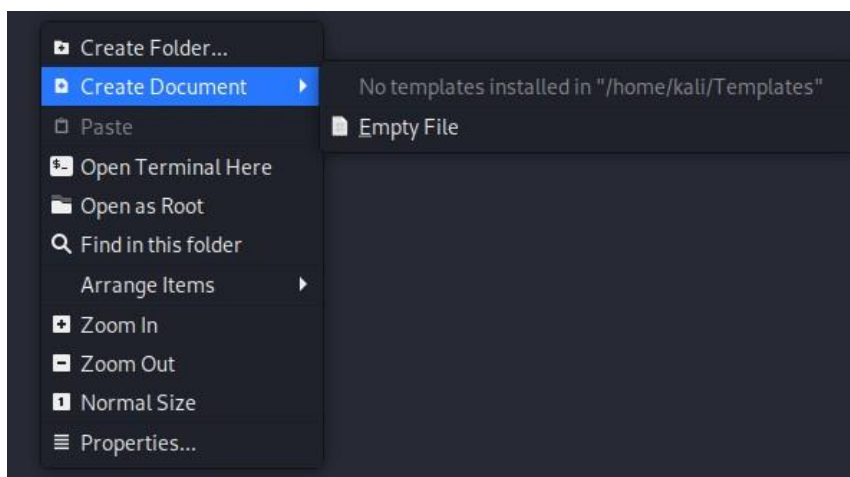 Create Folder...
Create Document
No templates installed in "/home/kali/Templates"
Paste
Empty File
Open Terminal Here
Open as Root
Find in this folder
Arrange Items
Zoom In
Zoom Out
Normal Size
Properties...